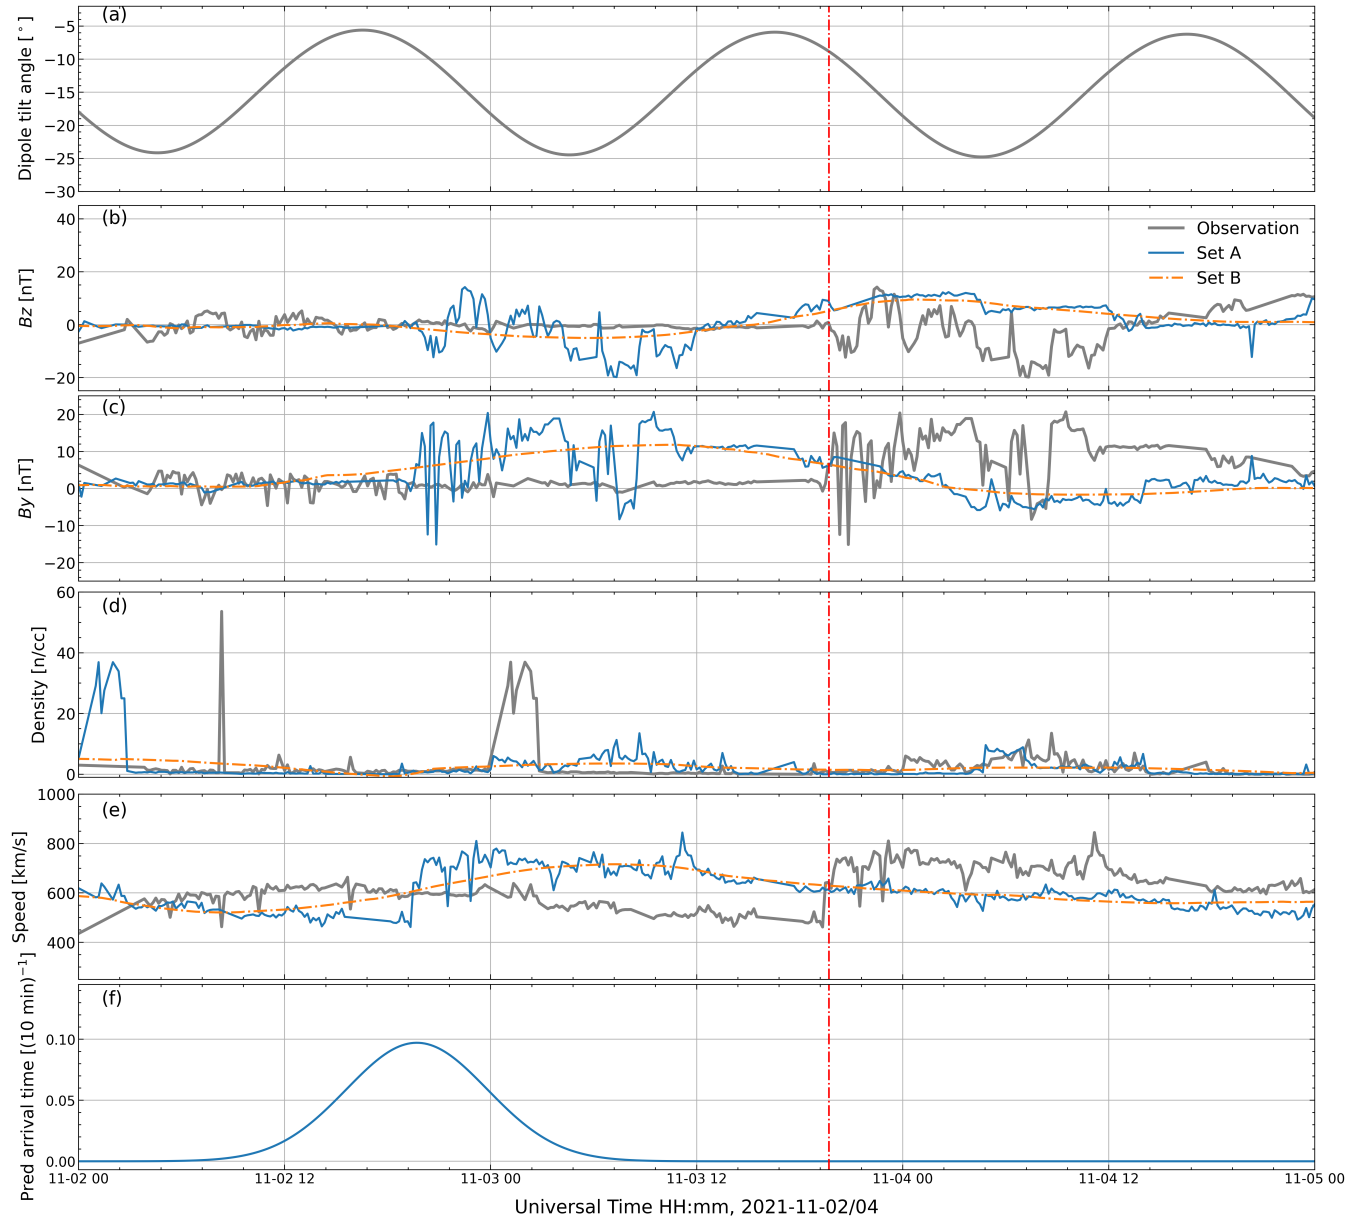 (a)
Dipole tilt angle [ ° ]
−5
−10
−15
−20
−25
−30
(b)
Bz [nT]
40
20
0
−20
Observation
Set A
Set B
(c)
By [nT]
20
10
0
−10
−20
(d)
Density [n/cc]
60
40
20
0
(e)
Speed [km/s]
1000
800
600
400
(f)
Pred arrival time [(10 min)⁻¹]
0.10
0.05
0.00
11-02 00 11-02 12 11-03 00 11-03 12 11-04 00 11-04 12 11-05 00
Universal Time HH:mm, 2021-11-02/04